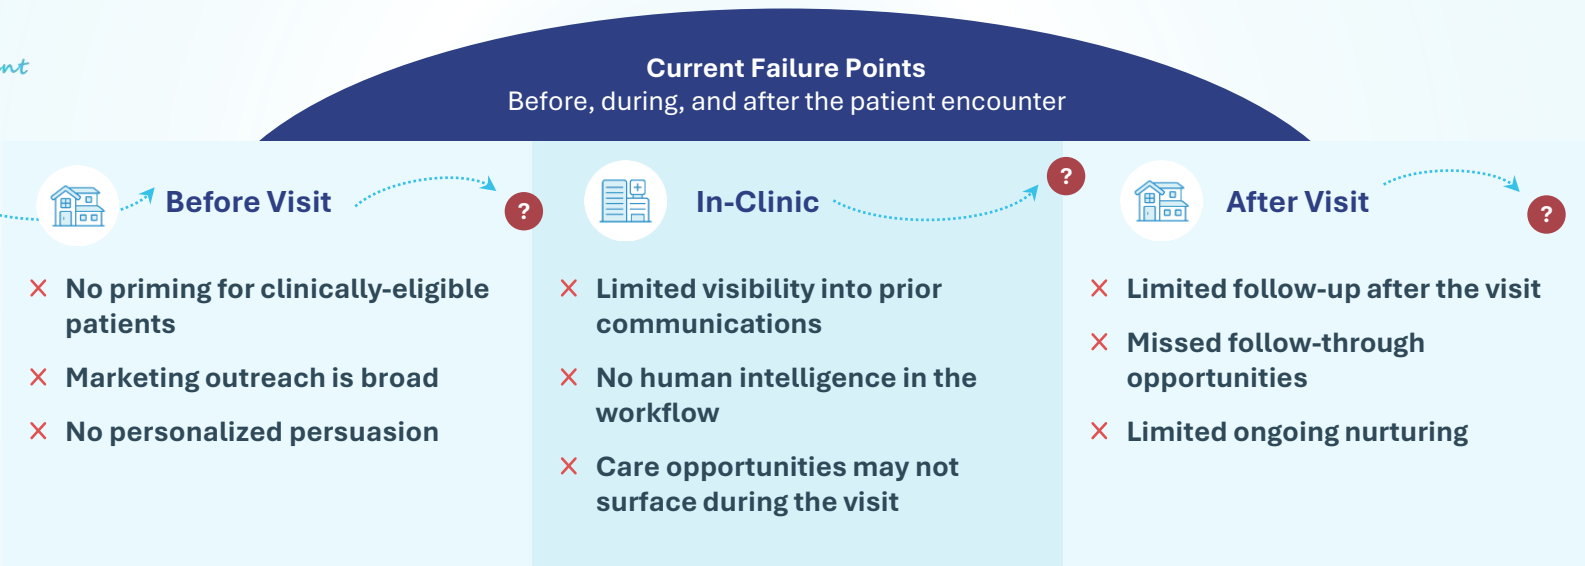 Current Failure Points
Before, during, and after the patient encounter
Before Visit
?
No priming for clinically-eligible
patients
Marketing outreach is broad
No personalized persuasion
In-Clinic
?
Limited visibility into prior
communications
No human intelligence in the
workflow
Care opportunities may not
surface during the visit
After Visit
?
Limited follow-up after the visit
Missed follow-through
opportunities
Limited ongoing nurturing